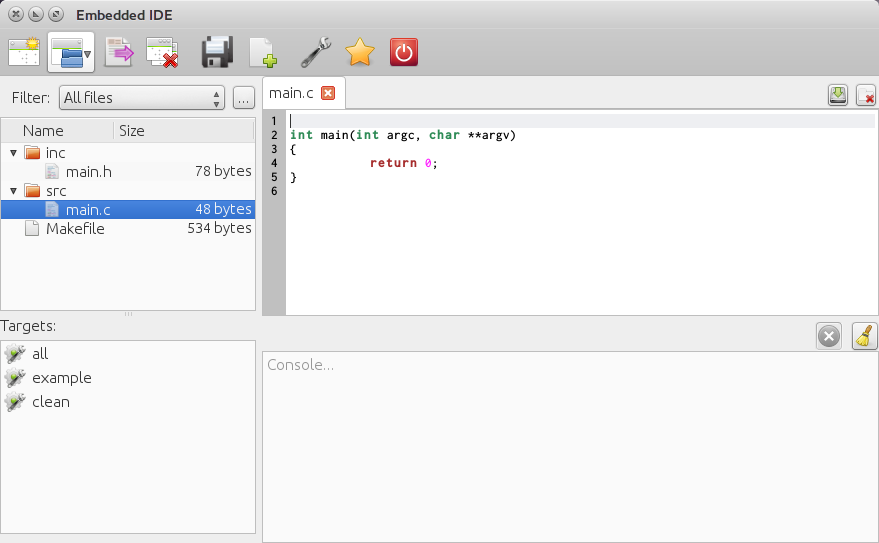 Embedded IDE
Filter: All files ...
Name Size
inc
main.h 78 bytes
src
main.c 48 bytes
Makefile 534 bytes
main.c
1
2 int main(int argc, char **argv)
3 {
4 return 0;
5 }
6
Targets:
all
example
clean
Console...